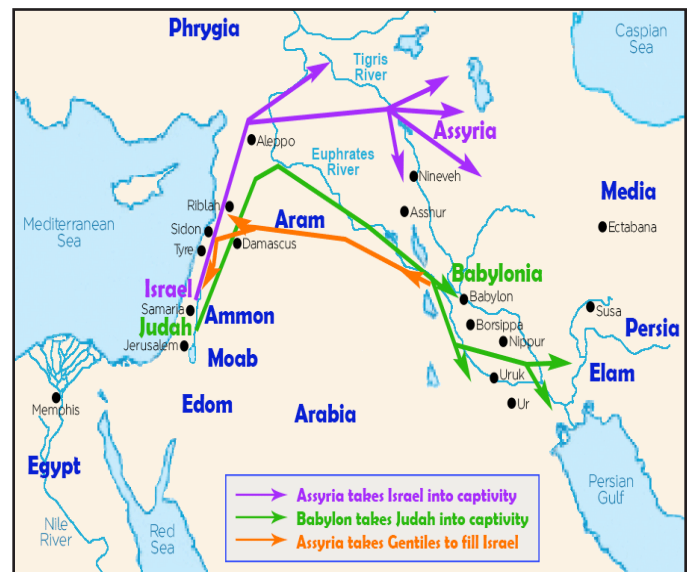 Phrygia
Caspian
Sea
Tigris
River
Assyria
Aleppo
Euphrates
River
Nineveh
Media
Riblah
Asshur
Aram
Ectabana
Mediterranean
Sea
Sidon
Tyre
Damascus
Babylonia
Israel
Babylon
Samaria
Ammon
Susa
Judah
Borsippa
Persia
Jerusalem
Nippur
Moab
Elam
Uruk
Memphis
Edom
Arabia
Ur
Egypt
Persian
Gulf
Nile
River
Red
Sea
Assyria takes Israel into captivity
Babylon takes Judah into captivity
Assyria takes Gentiles to fill Israel